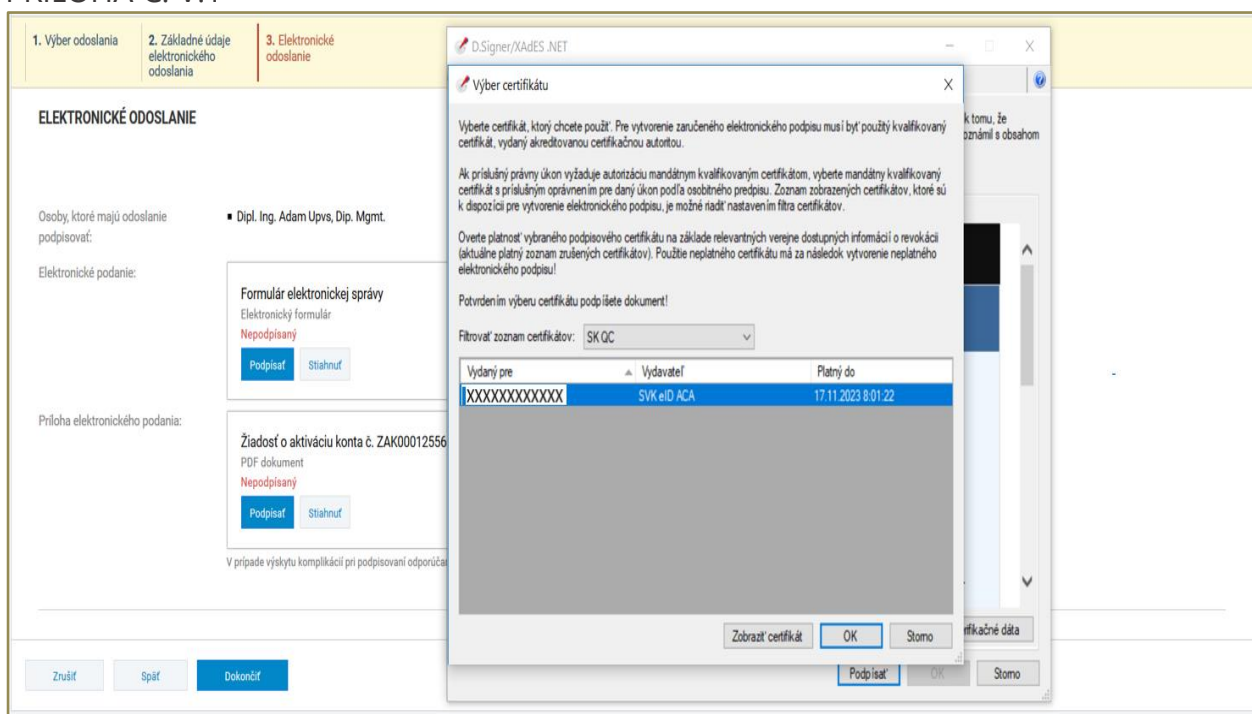 1. Výber odoslania
2. Základné údaje
elektronického
odoslania
3. Elektronické
odoslanie
ELEKTRONICKÉ ODOSLANIE
Osoby, ktoré majú odoslanie
podpisovať:
▪ Dipl. Ing. Adam Upvs, Dip. Mgmt.
Elektronické podanie:
Formulár elektronickej správy
Elektronický formulár
Nepodpísaný
Podpísať
Stiahnuť
Príloha elektronického podania:
Žiadosť o aktiváciu konta č. ZAK00012556
PDF dokument
Nepodpísaný
Podpísať
Stiahnuť
V prípade výskytu komplikácií pri podpisovaní odporúča
Zrušiť
Späť
Dokončiť
D.Signer/XAdES .NET
Výber certifikátu
Vyberte certifikát, ktorý chcete použiť. Pre vytvorenie zaručeného elektronického podpisu musí byť použitý kvalifikovaný
certifikát, vydaný akreditovanou certifikačnou autoritou.
Ak príslušný právny úkon vyžaduje autorizáciu mandátnym kvalifikovaným certifikátom, vyberte mandátny kvalifikovaný
certifikát s príslušným oprávnením pre daný úkon podľa osobitného predpisu. Zoznam zobrazených certifikátov, ktoré sú
k dispozícii pre vytvorenie elektronického podpisu, je možné riadiť nastavením filtra certifikátov.
Overte platnosť vybraného podpisového certifikátu na základe relevantných verejne dostupných informácií o revokácii
(aktuálne platný zoznam zrušených certifikátov). Použitie neplatného certifikátu má za následok vytvorenie neplatného
elektronického podpisu!
Potvrdením výberu certifikátu podpíšete dokument!
Filtrovať zoznam certifikátov: SK QC
Vydaný pre Vydavateľ Platný do
XXXXXXXXXXXX SVK eID ACA 17.11.2023 8:01:22
Zobraziť certifikát
OK
Storno
k tomu, že
oznámil s obsahom
ifikačné dáta
Podpísať
OK
Storno